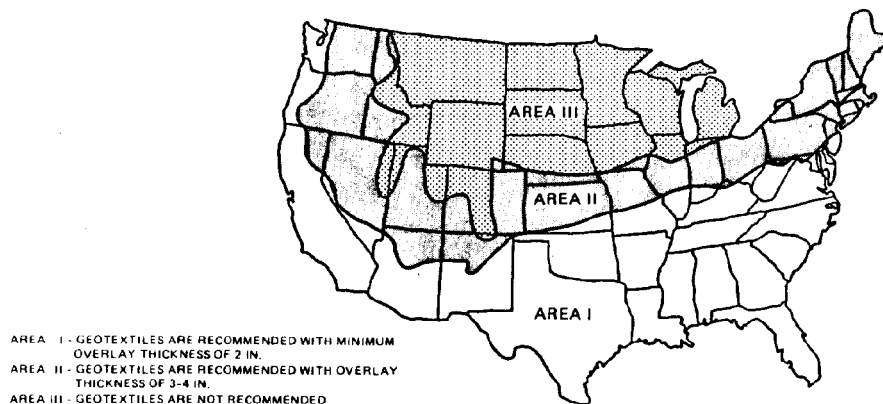 AREA III
AREA II
AREA I
AREA I - GEOTEXTILES ARE RECOMMENDED WITH MINIMUM
OVERLAY THICKNESS OF 2 IN.
AREA II - GEOTEXTILES ARE RECOMMENDED WITH OVERLAY
THICKNESS OF 3-4 IN.
AREA III - GEOTEXTILES ARE NOT RECOMMENDED